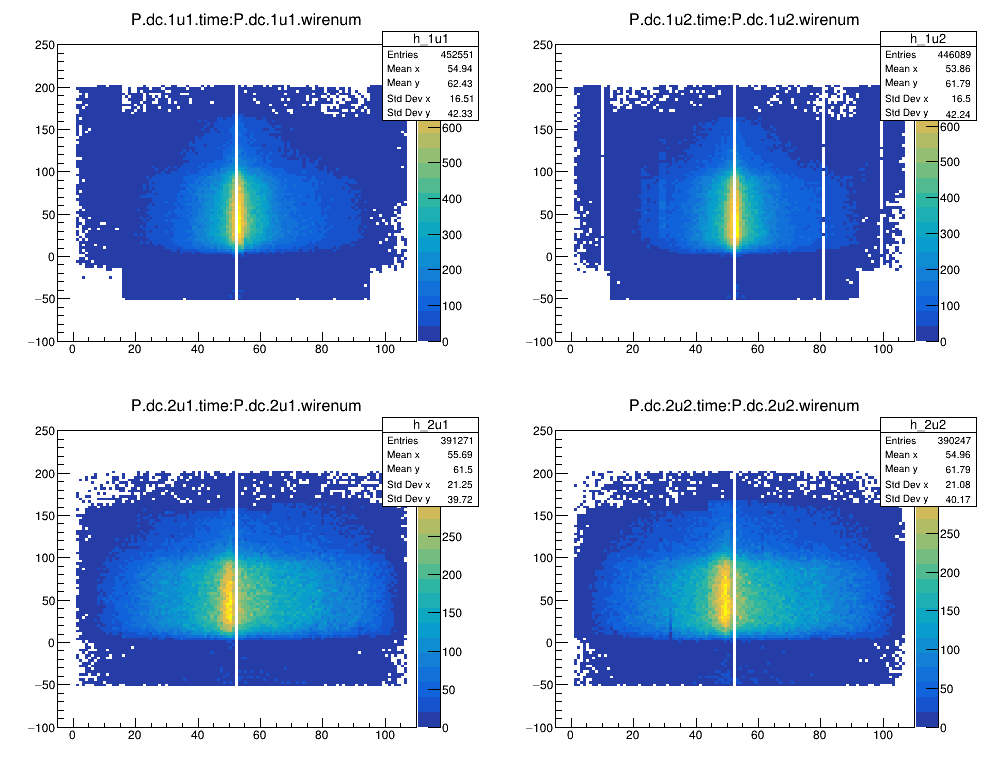 P.dc.1u1.time:P.dc.1u1.wirenum
h_1u1
Entries 452551
Mean x 54.94
Mean y 62.43
Std Dev x 16.51
Std Dev y 42.33
250
200
150
100
50
0
−50
−100
0 20 40 60 80 100
600
500
400
300
200
100
0
P.dc.1u2.time:P.dc.1u2.wirenum
h_1u2
Entries 446089
Mean x 53.86
Mean y 61.79
Std Dev x 16.5
Std Dev y 42.24
250
200
150
100
50
0
−50
−100
0 20 40 60 80 100
600
500
400
300
200
100
0
P.dc.2u1.time:P.dc.2u1.wirenum
h_2u1
Entries 391271
Mean x 55.69
Mean y 61.5
Std Dev x 21.25
Std Dev y 39.72
250
200
150
100
50
0
−50
−100
0 20 40 60 80 100
250
200
150
100
50
0
P.dc.2u2.time:P.dc.2u2.wirenum
h_2u2
Entries 390247
Mean x 54.96
Mean y 61.79
Std Dev x 21.08
Std Dev y 40.17
250
200
150
100
50
0
−50
−100
0 20 40 60 80 100
250
200
150
100
50
0